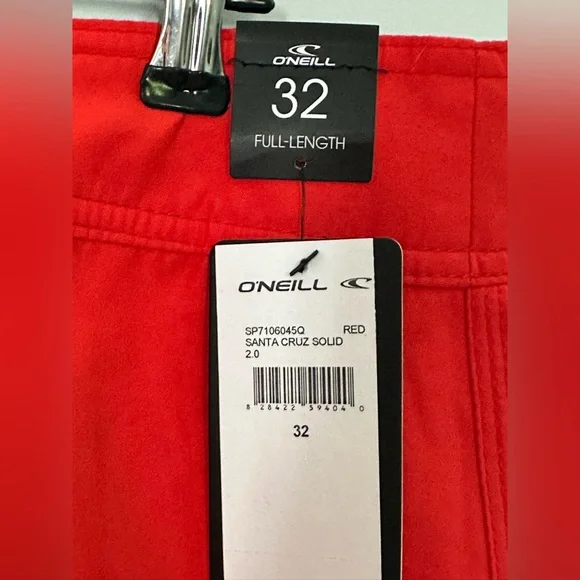 O'NEILL
32
FULL-LENGTH
O'NEILL
SP7106045Q RED
SANTA CRUZ SOLID
2.0
8 28422 59404 0
32